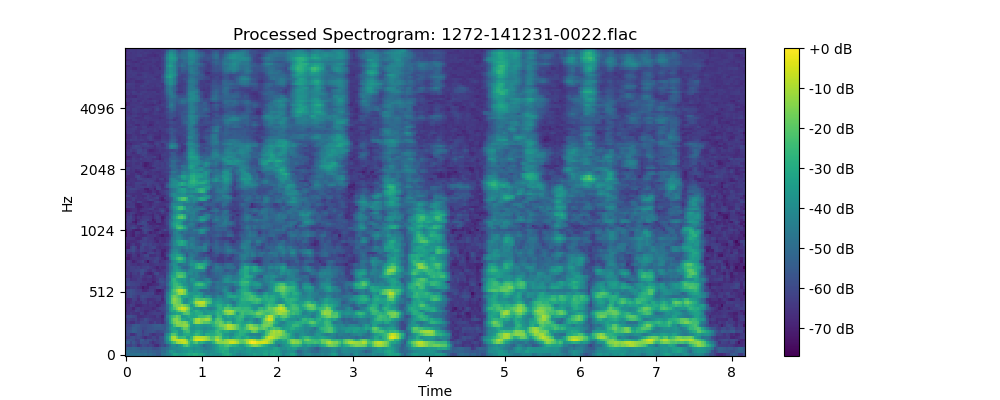 Processed Spectrogram: 1272-141231-0022.flac
Hz
4096
2048
1024
512
0
0 1 2 3 4 5 6 7 8
Time
+0 dB
-10 dB
-20 dB
-30 dB
-40 dB
-50 dB
-60 dB
-70 dB